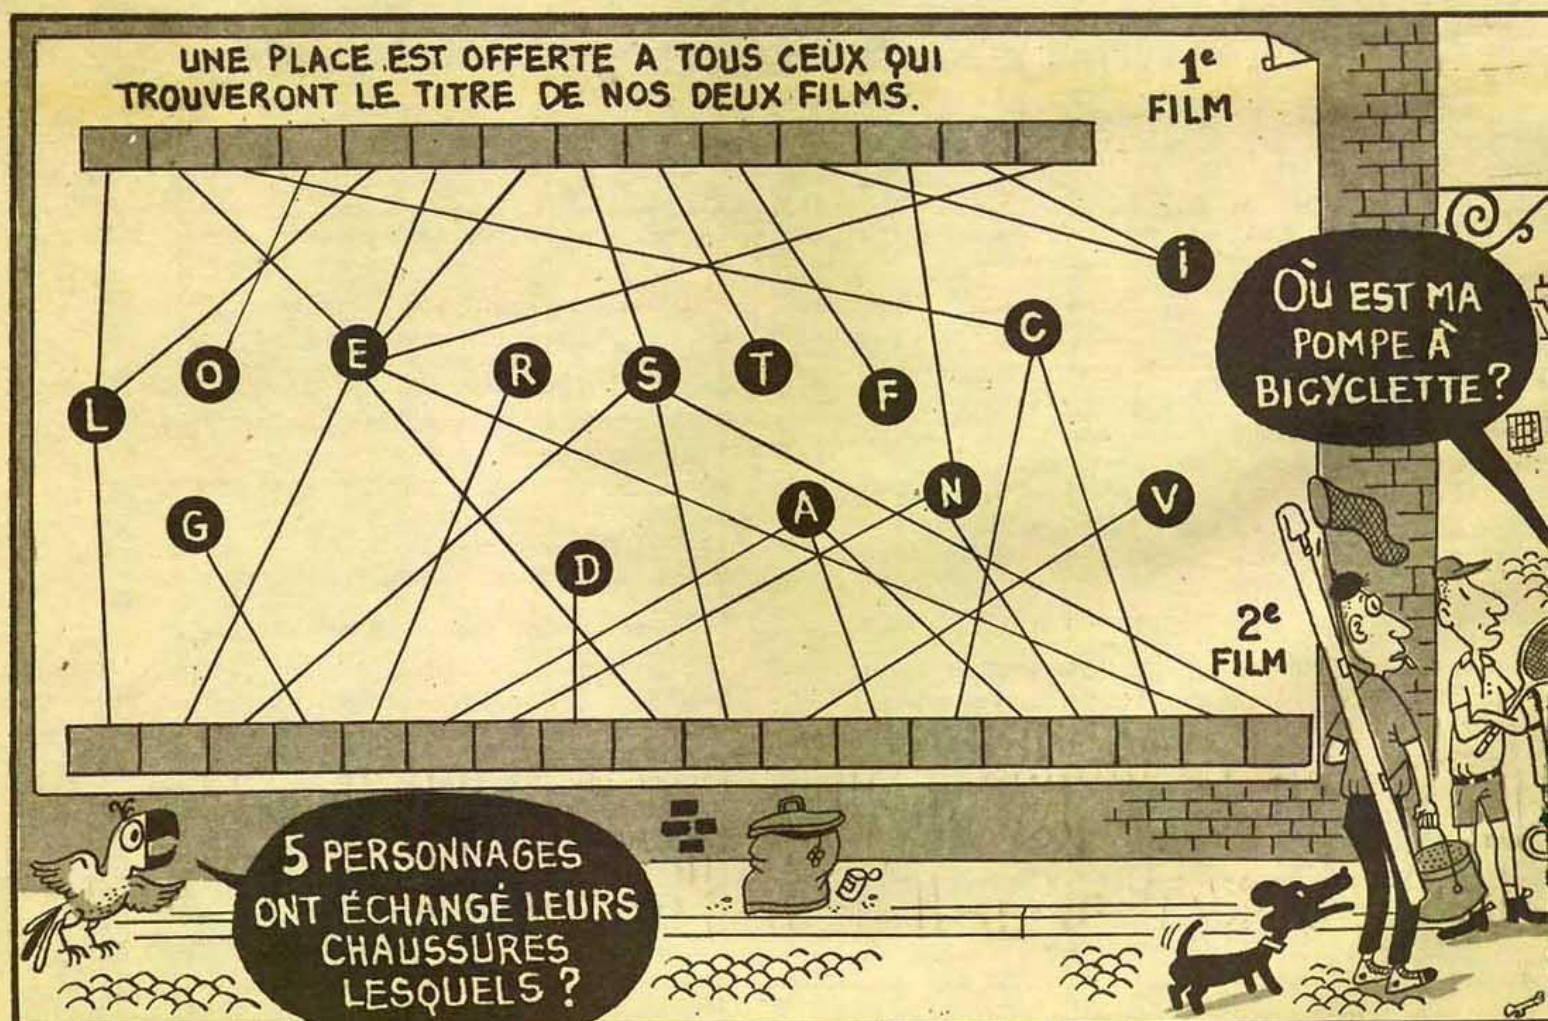 UNE PLACE EST OFFERTE A TOUS CEUX QUI
TROUVERONT LE TITRE DE NOS DEUX FILMS.
1e
FILM
i
C
O
E
R
S
T
F
L
G
D
A
N
V
2e
FILM
OÙ EST MA
POMPE À
BICYCLETTE?
5 PERSONNAGES
ONT ÉCHANGÉ LEURS
CHAUSSURES
LESQUELS ?